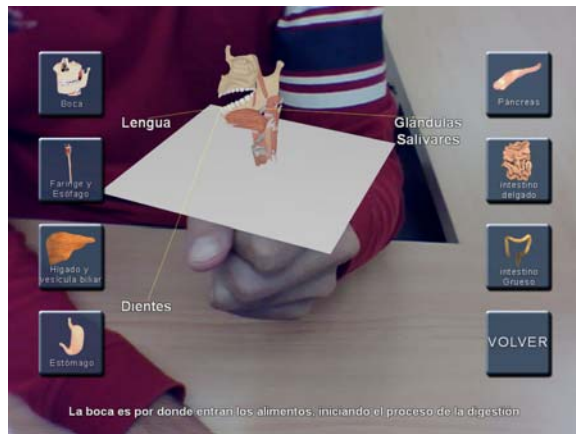 Boca
Lengua
Faringe y
Esófago
Hígado y
vesícula biliar
Estómago
Dientes
Glándulas
Salivares
Páncreas
Intestino
delgado
Intestino
Grueso
VOLVER
La boca es por donde entran los alimentos, iniciando el proceso de la digestión